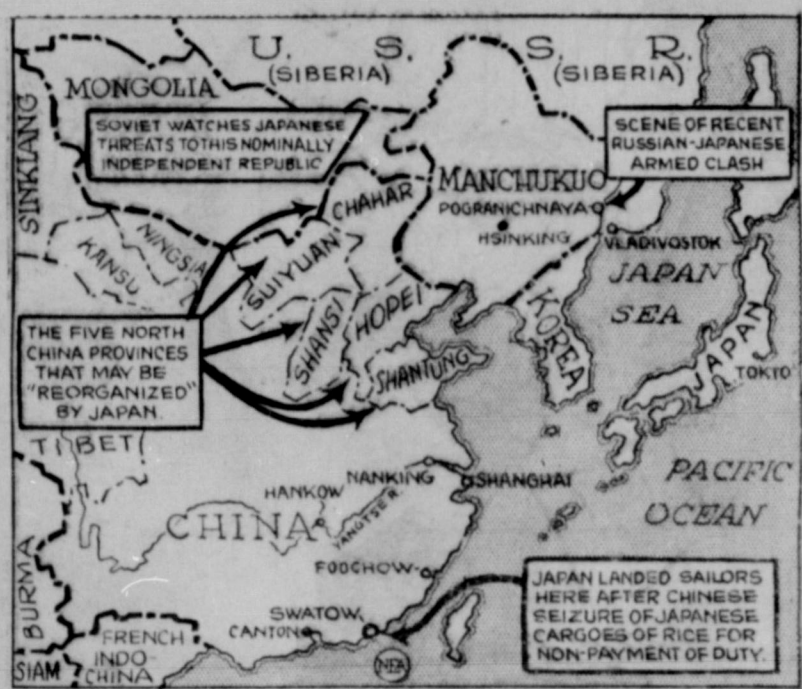 U. S. S. R.
(SIBERIA) (SIBERIA)
MONGOLIA
SINKIANG
SOVIET WATCHES JAPANESE
THREATS TO THIS NOMINALLY
INDEPENDENT REPUBLIC
SCENE OF RECENT
RUSSIAN-JAPANESE
ARMED CLASH
MANCHUKUO
POGRANICHNAYA
HSINKING
VLADIVOSTOK
CHAHAR
NINGSIA
KANSU
SUIYUAN
SHANSI
HOPEI
SHANTUNG
KOREA
JAPAN
SEA
JAPAN
TOKYO
THE FIVE NORTH
CHINA PROVINCES
THAT MAY BE
"REORGANIZED"
BY JAPAN.
TIBET
NANKING
SHANGHAI
HANKOW
YANGTSE R.
CHINA
PACIFIC
OCEAN
FOOCHOW
SWATOW
CANTON
BURMA
FRENCH
INDO-
CHINA
SIAM
NEA
JAPAN LANDED SAILORS
HERE AFTER CHINESE
SEIZURE OF JAPANESE
CARGOES OF RICE FOR
NON-PAYMENT OF DUTY.